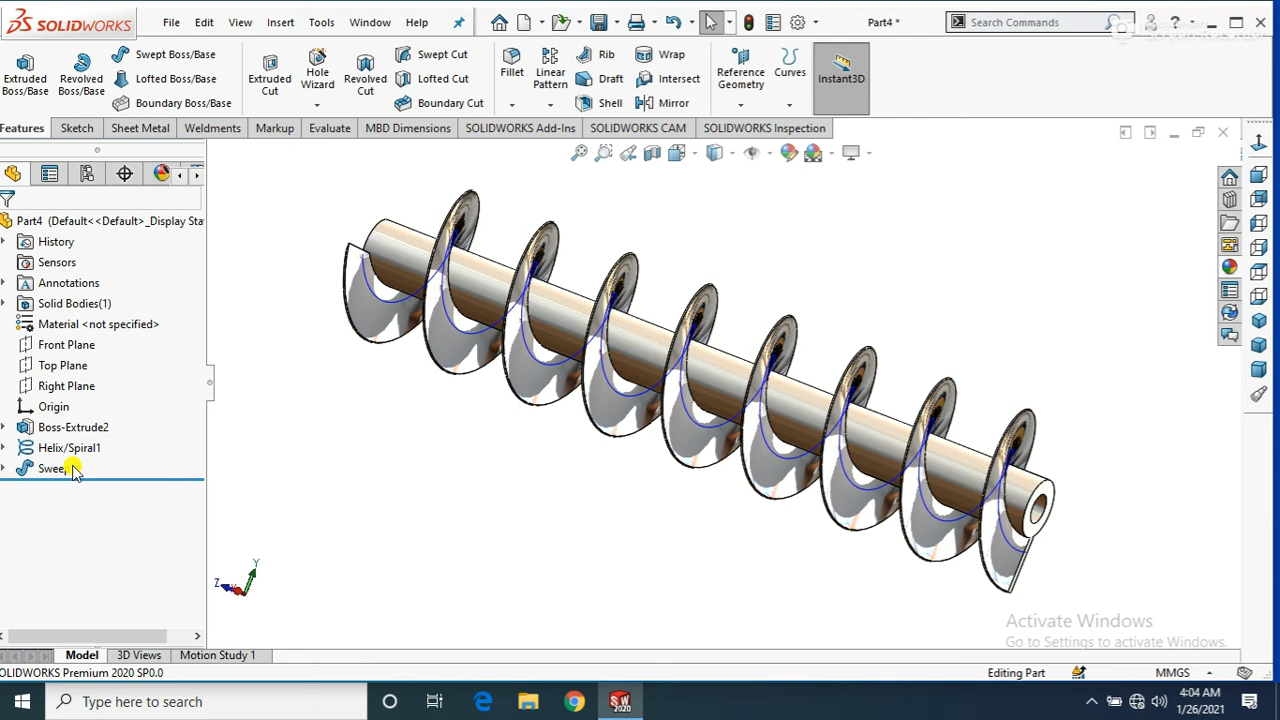 SOLIDWORKS File Edit View Insert Tools Window Help Part4 * Search Commands ?
Screen Recorder
Extruded Boss/Base
Revolved Boss/Base
Swept Boss/Base
Lofted Boss/Base
Boundary Boss/Base
Extruded Cut
Hole Wizard
Revolved Cut
Swept Cut
Lofted Cut
Boundary Cut
Fillet
Linear Pattern
Rib
Draft
Shell
Wrap
Intersect
Mirror
Reference Geometry
Curves
Instant3D
Features Sketch Sheet Metal Weldments Markup Evaluate MBD Dimensions SOLIDWORKS Add-Ins SOLIDWORKS CAM SOLIDWORKS Inspection
Part4 (Default<<Default>_Display Sta
History
Sensors
Annotations
Solid Bodies(1)
Material <not specified>
Front Plane
Top Plane
Right Plane
Origin
Boss-Extrude2
Helix/Spiral1
Y
Z
Activate Windows
Go to Settings to activate Windows.
Model 3D Views Motion Study 1
SOLIDWORKS Premium 2020 SP0.0 Editing Part MMGS
Type here to search
SW
2020
4:04 AM
1/26/2021